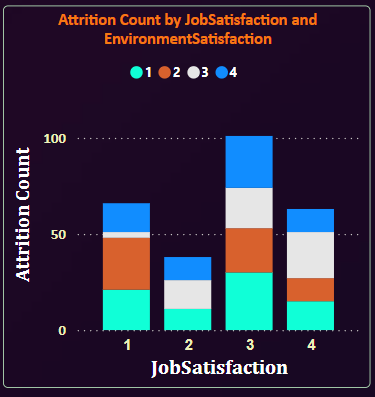 Attrition Count by JobSatisfaction and
EnvironmentSatisfaction
1 2 3 4
100
50
0
Attrition Count
1 2 3 4
JobSatisfaction